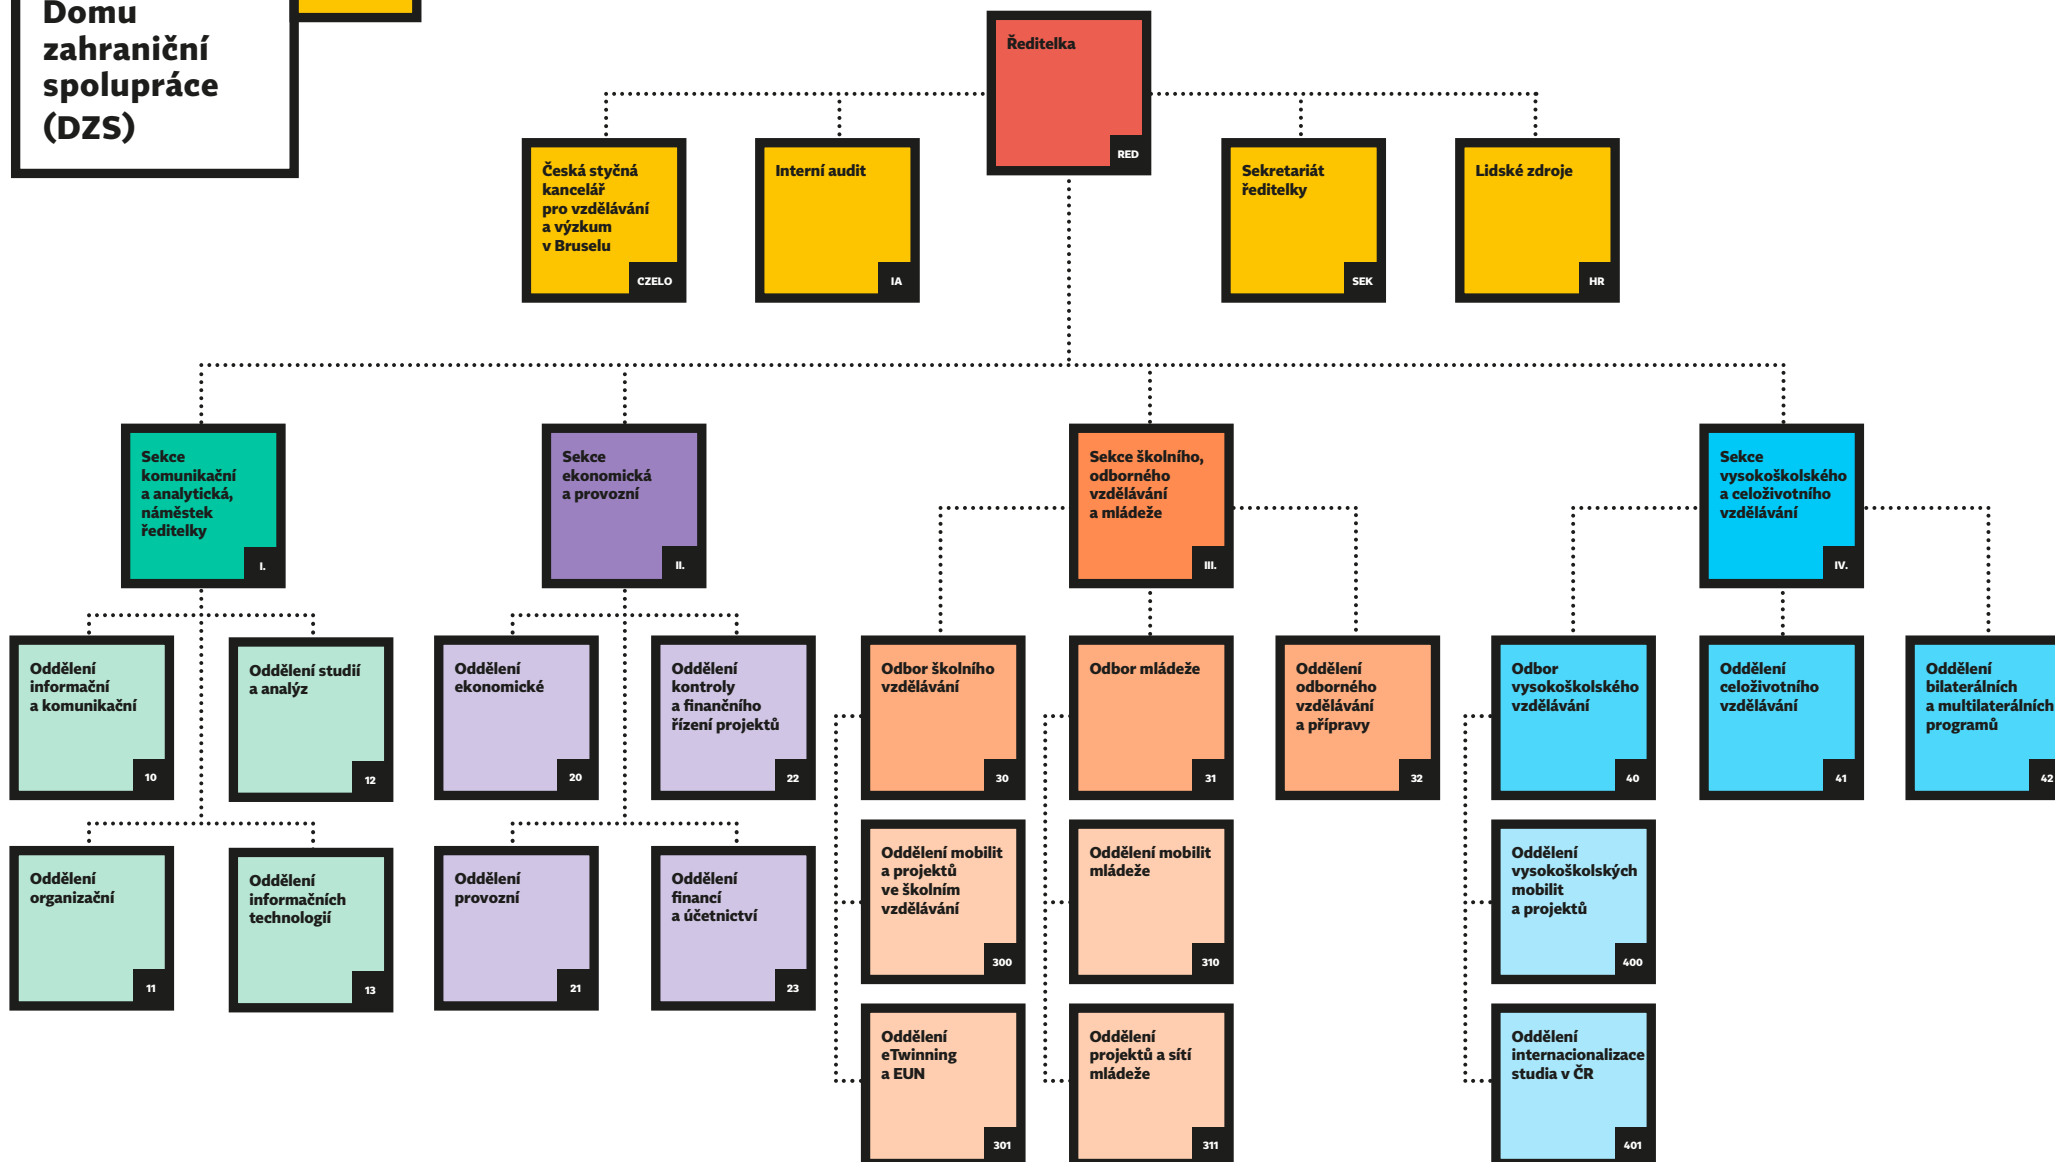 Domu
zahraniční
spolupráce
(DZS)
Ředitelka
RED
Česká styčná
kancelář
pro vzdělávání
a výzkum
v Bruselu
CZELO
Interní audit
IA
Sekretariát
ředitelky
SEK
Lidské zdroje
HR
Sekce
komunikační
a analytická,
náměstek
ředitelky
I.
Sekce
ekonomická
a provozní
II.
Sekce školního,
odborného
vzdělávání
a mládeže
III.
Sekce
vysokoškolského
a celoživotního
vzdělávání
IV.
Oddělení
informační
a komunikační
10
Oddělení studií
a analýz
12
Oddělení
ekonomické
20
Oddělení
kontroly
a finančního
řízení projektů
22
Odbor školního
vzdělávání
30
Odbor mládeže
31
Oddělení
odborného
vzdělávání
a přípravy
32
Odbor
vysokoškolského
vzdělávání
40
Oddělení
celoživotního
vzdělávání
41
Oddělení
bilaterálních
a multilaterálních
programů
42
Oddělení
organizační
11
Oddělení
informačních
technologií
13
Oddělení
provozní
21
Oddělení
financí
a účetnictví
23
Oddělení mobilit
a projektů
ve školním
vzdělávání
300
Oddělení mobilit
mládeže
310
Oddělení
vysokoškolských
mobilit
a projektů
400
Oddělení
eTwinning
a EUN
301
Oddělení
projektů a sítí
mládeže
311
Oddělení
internacionalizace
studia v ČR
401